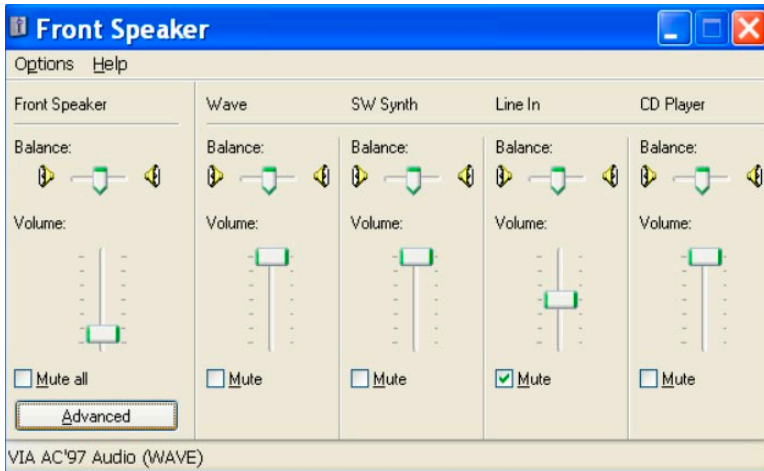 Front Speaker
Options Help
Front Speaker Wave SW Synth Line In CD Player
Balance: Balance: Balance: Balance: Balance:
Volume: Volume: Volume: Volume: Volume:
Mute all Mute Mute Mute Mute
Advanced
VIA AC'97 Audio (WAVE)